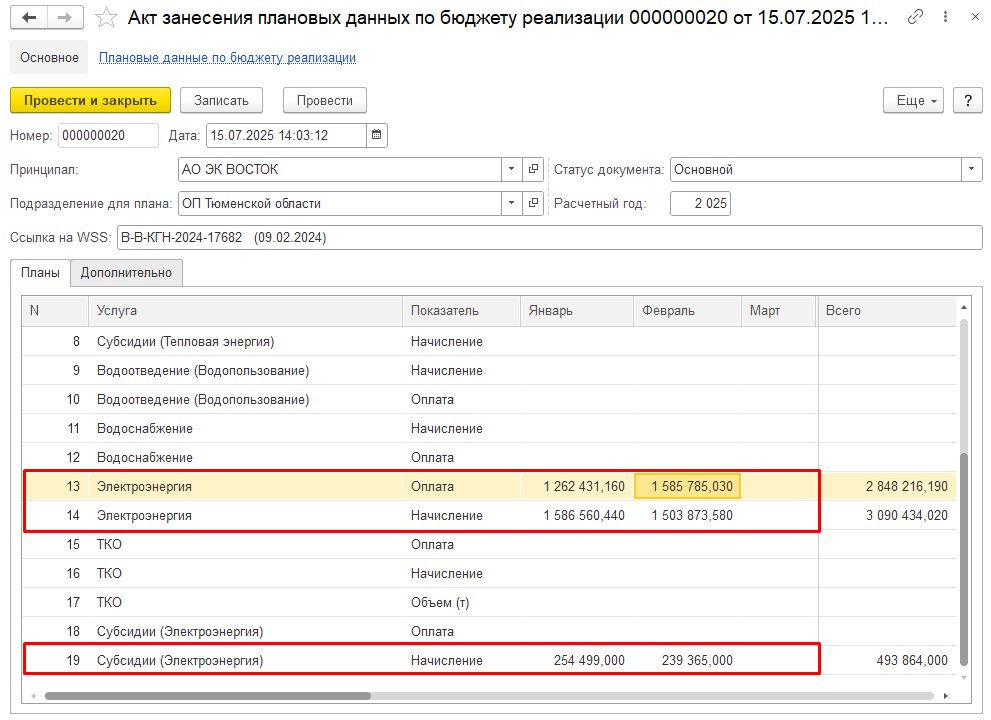 Акт занесения плановых данных по бюджету реализации 000000020 от 15.07.2025 1...
Основное Плановые данные по бюджету реализации
Провести и закрыть Записать Провести Еще ?
Номер: 000000020 Дата: 15.07.2025 14:03:12
Принципал: АО ЭК ВОСТОК Статус документа: Основной
Подразделение для плана: ОП Тюменской области Расчетный год: 2 025
Ссылка на WSS: В-В-КГН-2024-17682 (09.02.2024)
Планы Дополнительно
N Услуга Показатель Январь Февраль Март Всего
8 Субсидии (Тепловая энергия) Начисление
9 Водоотведение (Водопользование) Начисление
10 Водоотведение (Водопользование) Оплата
11 Водоснабжение Начисление
12 Водоснабжение Оплата
13 Электроэнергия Оплата 1 262 431,160 1 585 785,030 2 848 216,190
14 Электроэнергия Начисление 1 586 560,440 1 503 873,580 3 090 434,020
15 ТКО Оплата
16 ТКО Начисление
17 ТКО Объем (т)
18 Субсидии (Электроэнергия) Оплата
19 Субсидии (Электроэнергия) Начисление 254 499,000 239 365,000 493 864,000